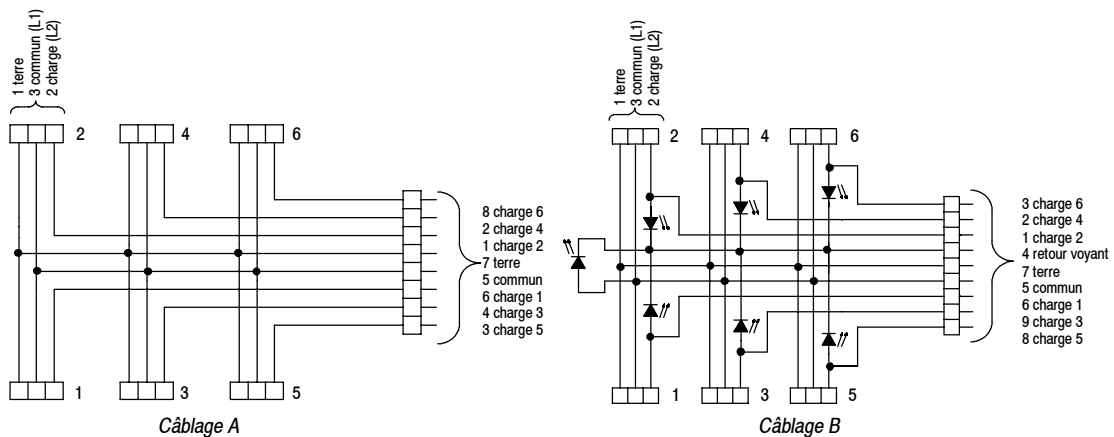 1 terre
3 commun (L1)
2 charge (L2)
2
4
6
8 charge 6
2 charge 4
1 charge 2
7 terre
5 commun
6 charge 1
4 charge 3
3 charge 5
1
3
5
Câblage A
1 terre
3 commun (L1)
2 charge (L2)
2
4
6
3 charge 6
2 charge 4
1 charge 2
4 retour voyant
7 terre
5 commun
6 charge 1
9 charge 3
8 charge 5
1
3
5
Câblage B